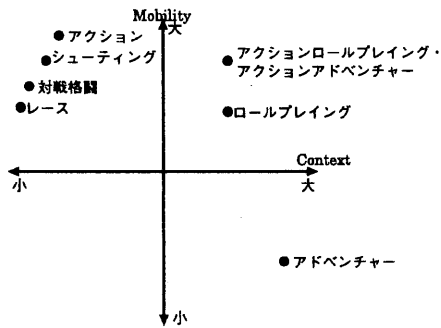 Mobility
大
アクション
シューティング
対戦格闘
レース
アクションロールプレイング・
アクションアドベンチャー
ロールプレイング
Context
小
大
アドベンチャー
小